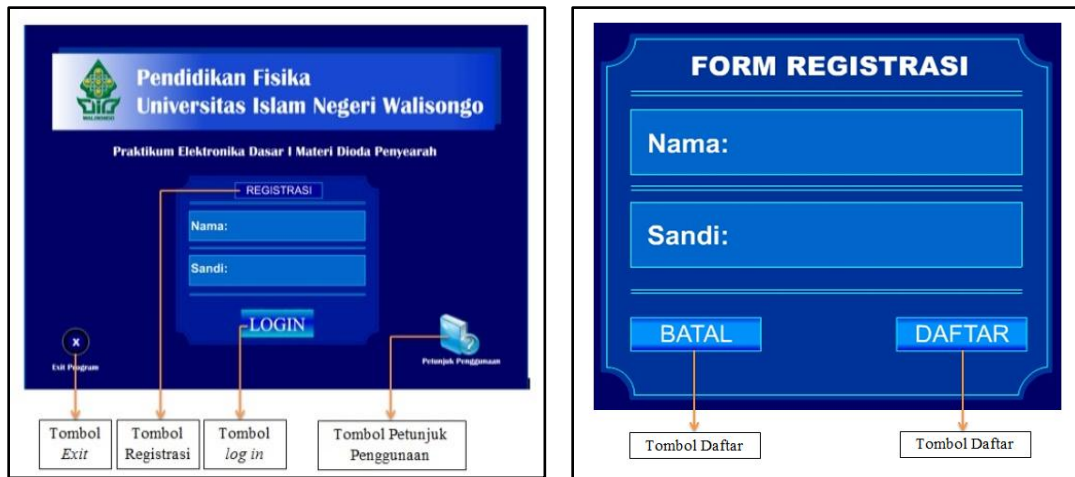 Pendidikan Fisika
Universitas Islam Negeri Walisongo
Praktikum Elektronika Dasar I Materi Dioda Penyearah
REGISTRASI
Nama:
Sandi:
LOGIN
x
Exit Program
Petunjuk Penggunaan
Tombol
Exit
Tombol
Registrasi
Tombol
log in
Tombol Petunjuk
Penggunaan
FORM REGISTRASI
Nama:
Sandi:
BATAL
DAFTAR
Tombol Daftar
Tombol Daftar